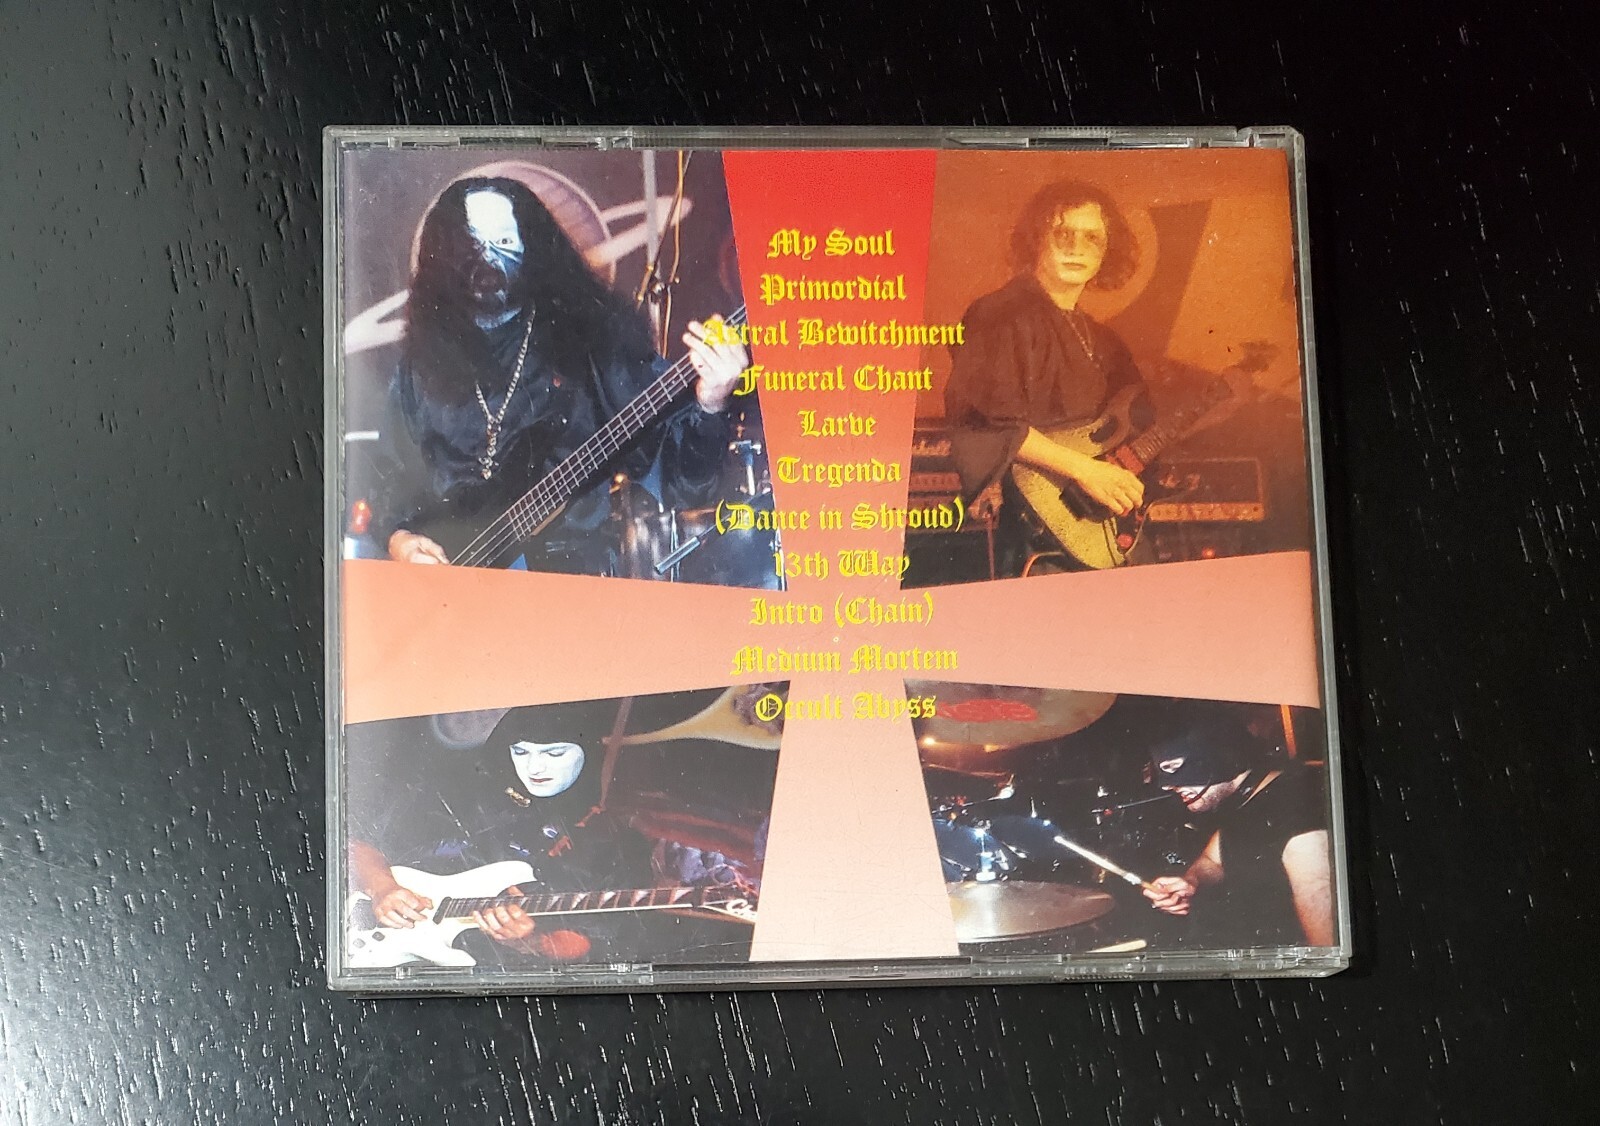 My Soul
Primordial
Astral Bewitchment
Funeral Chant
Larve
Tregenda
(Dance in Shroud)
13th Way
Intro (Chain)
Medium Mortem
Occult Abyss
Marshall